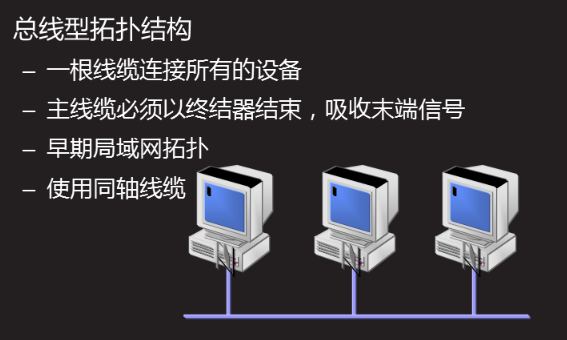 总线型拓扑结构
– 一根线缆连接所有的设备
– 主线缆必须以终结器结束，吸收末端信号
– 早期局域网拓扑
– 使用同轴线缆